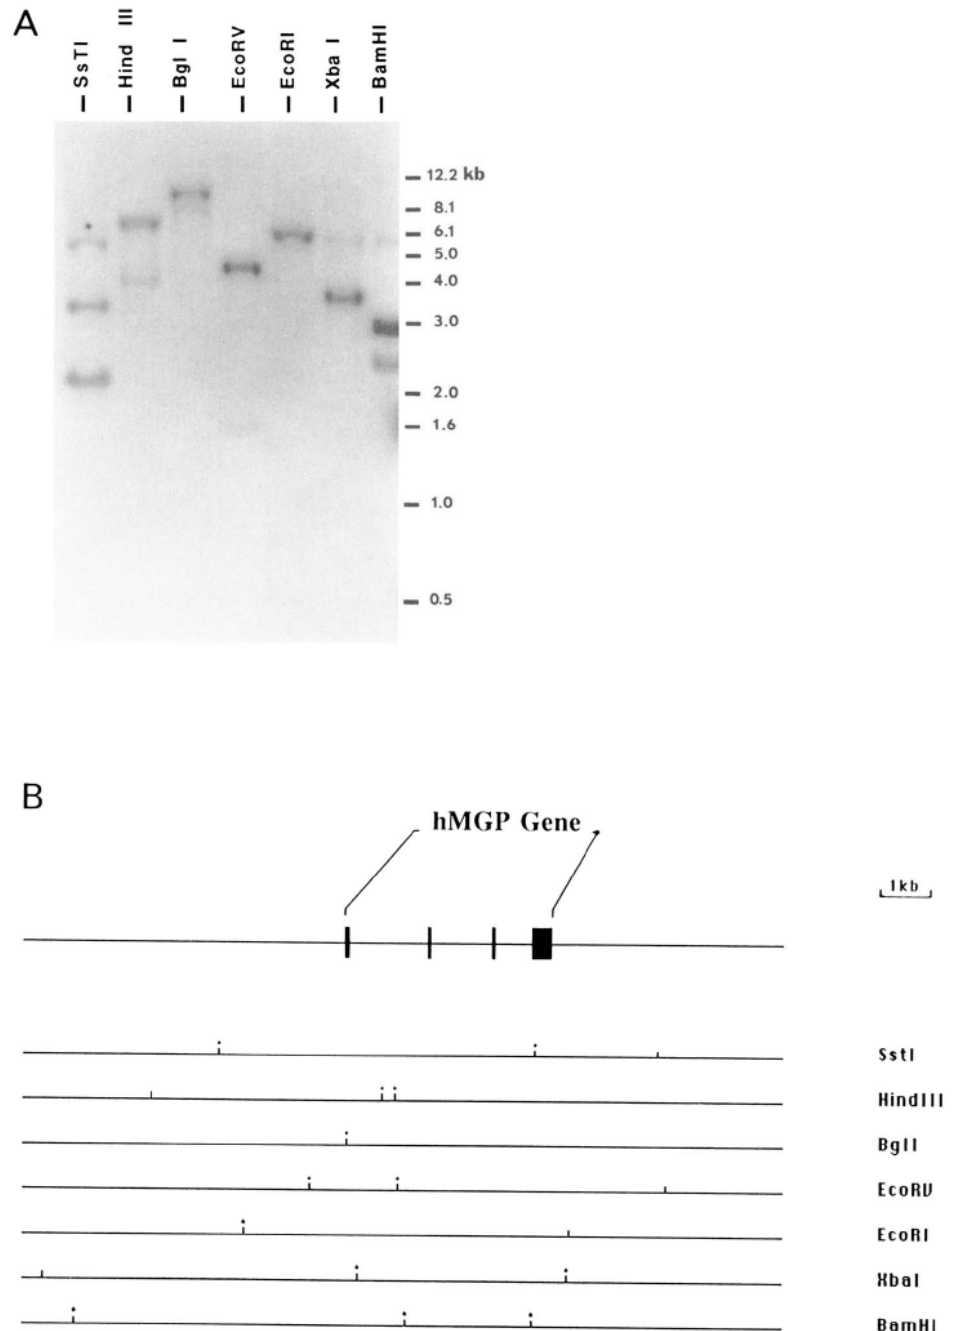 A
SsTI
Hind III
Bgl I
EcoRV
EcoRI
Xba I
BamHI
12.2 kb
8.1
6.1
5.0
4.0
3.0
2.0
1.6
1.0
0.5
B
hMGP Gene
1kb
SstI
HindIII
BglI
EcoRV
EcoRI
XbaI
BamHI